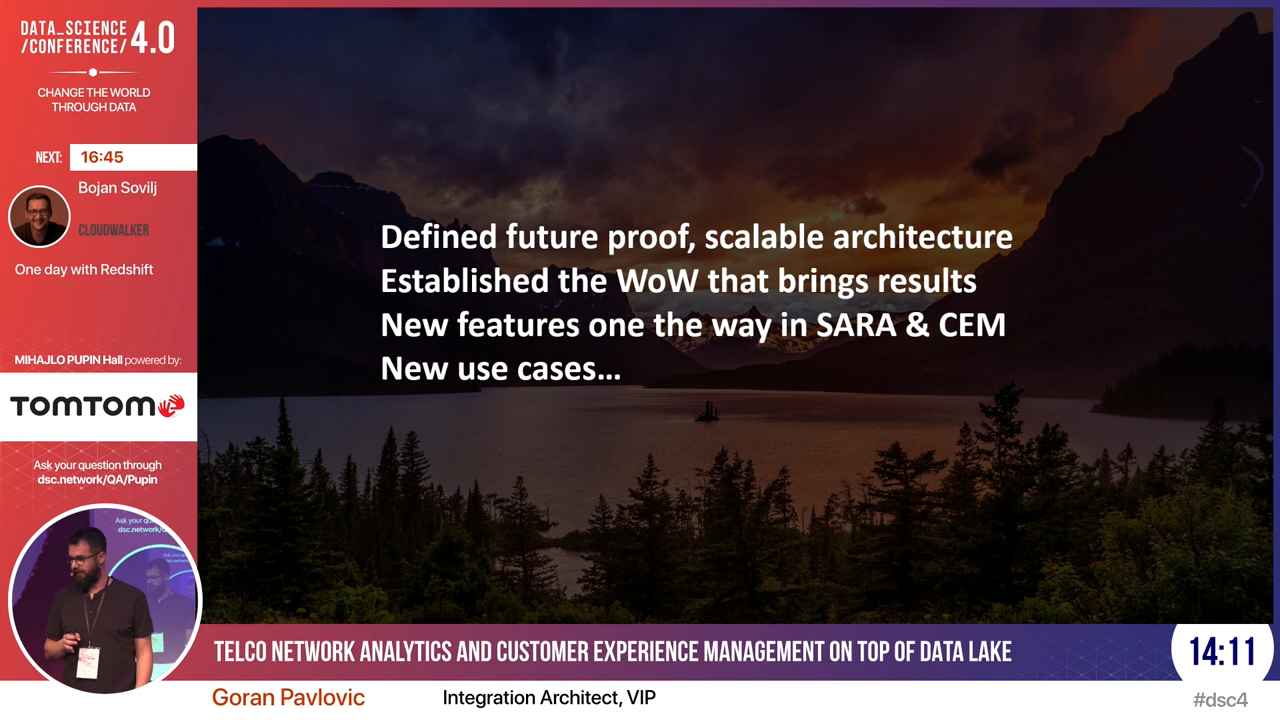 DATA_SCIENCE
/CONFERENCE/ 4.0
CHANGE THE WORLD
THROUGH DATA
NEXT: 16:45
Bojan Sovilj
CLOUDWALKER
One day with Redshift
MIHAJLO PUPIN Hall powered by:
TOMTOM
Ask your question through
dsc.network/QA/Pupin
Defined future proof, scalable architecture
Established the WoW that brings results
New features one the way in SARA & CEM
New use cases...
TELCO NETWORK ANALYTICS AND CUSTOMER EXPERIENCE MANAGEMENT ON TOP OF DATA LAKE
14:11
Goran Pavlovic
Integration Architect, VIP
#dsc4